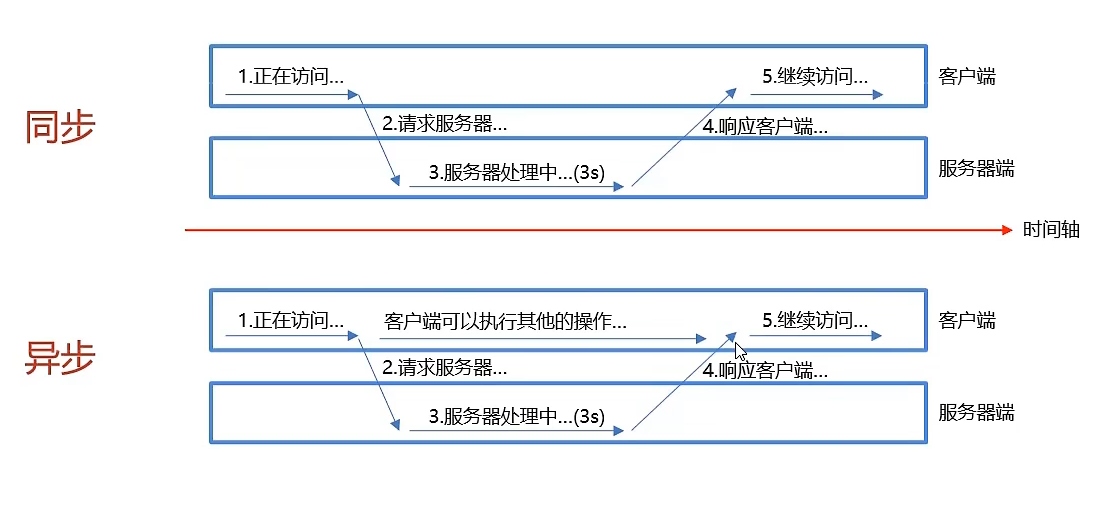 同步
1.正在访问...
5.继续访问...
客户端
2.请求服务器...
4.响应客户端...
3.服务器处理中...(3s)
服务器端
时间轴
异步
1.正在访问...
客户端可以执行其他的操作...
5.继续访问...
客户端
2.请求服务器...
4.响应客户端...
3.服务器处理中...(3s)
服务器端